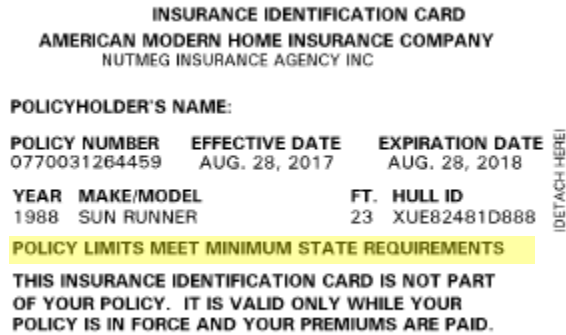 INSURANCE IDENTIFICATION CARD
AMERICAN MODERN HOME INSURANCE COMPANY
NUTMEG INSURANCE AGENCY INC
POLICYHOLDER'S NAME:
POLICY NUMBER EFFECTIVE DATE EXPIRATION DATE
0770031264459 AUG. 28, 2017 AUG. 28, 2018
YEAR MAKE/MODEL FT. HULL ID
1988 SUN RUNNER 23 XUE82481D888
POLICY LIMITS MEET MINIMUM STATE REQUIREMENTS
THIS INSURANCE IDENTIFICATION CARD IS NOT PART
OF YOUR POLICY. IT IS VALID ONLY WHILE YOUR
POLICY IS IN FORCE AND YOUR PREMIUMS ARE PAID.
(DETACH HERE)